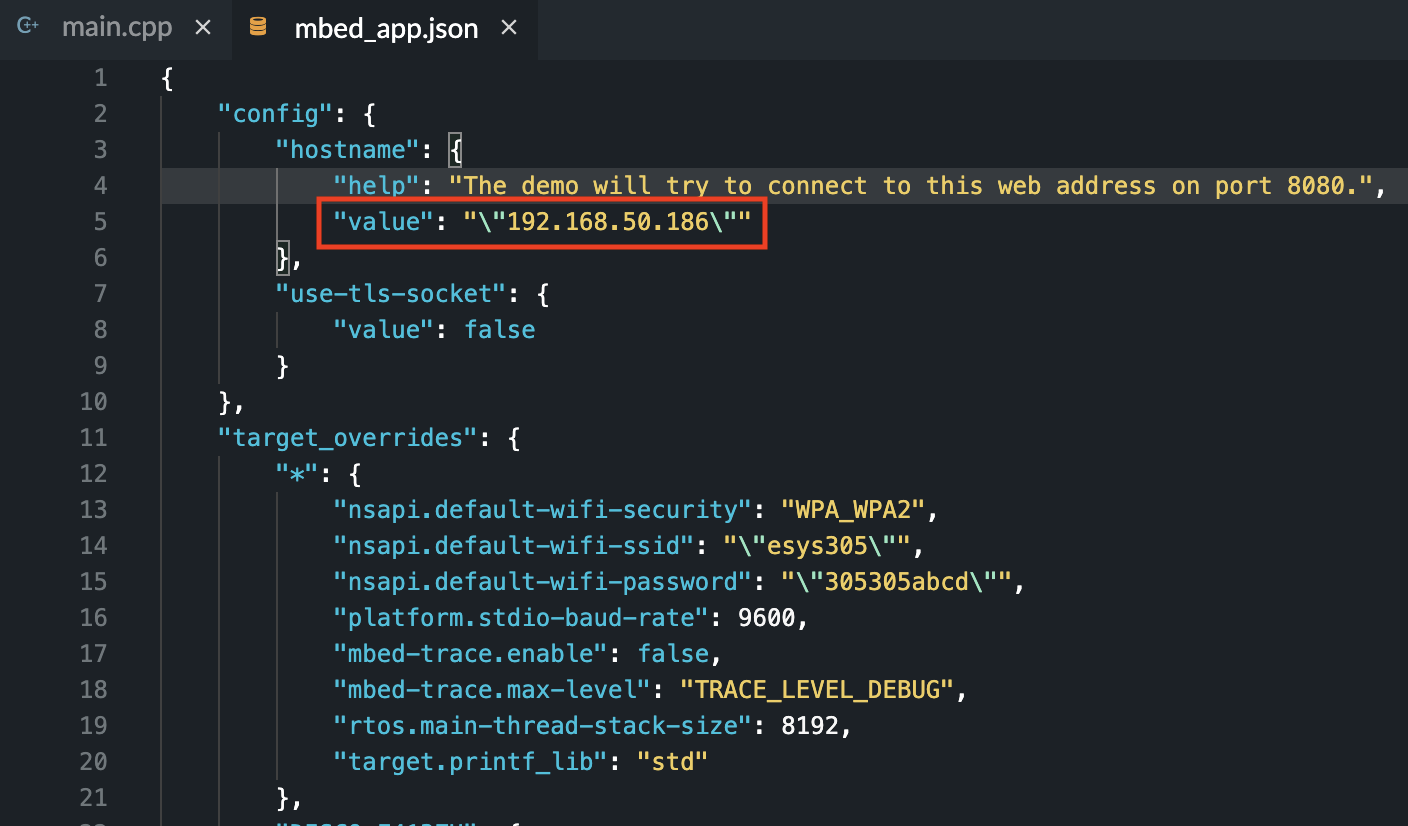 main.cpp × mbed_app.json ×
1 {
2     "config": {
3         "hostname": {
4             "help": "The demo will try to connect to this web address on port 8080.",
5             "value": "\"192.168.50.186\""
6         },
7         "use-tls-socket": {
8             "value": false
9         }
10     },
11     "target_overrides": {
12         "*": {
13             "nsapi.default-wifi-security": "WPA_WPA2",
14             "nsapi.default-wifi-ssid": "\"esys305\"",
15             "nsapi.default-wifi-password": "\"305305abcd\"",
16             "platform.stdio-baud-rate": 9600,
17             "mbed-trace.enable": false,
18             "mbed-trace.max-level": "TRACE_LEVEL_DEBUG",
19             "rtos.main-thread-stack-size": 8192,
20             "target.printf_lib": "std"
21         },